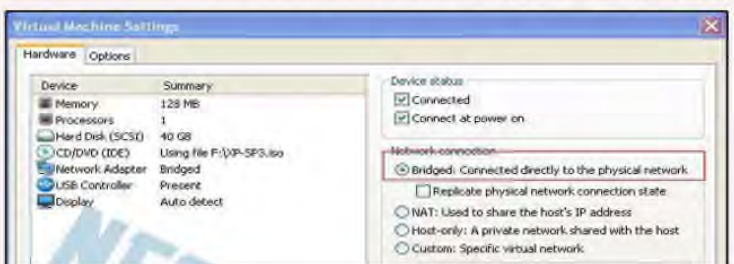 Virtual Machine Settings
Hardware Options
Device Summary
Memory 128 MB
Processors 1
Hard Disk (SCSI) 40 GB
CD/DVD (IDE) Using file F:\XP-SP3.iso
Network Adapter Bridged
USB Controller Present
Display Auto detect
Device status
Connected
Connect at power on
Network connection
Bridged: Connected directly to the physical network
Replicate physical network connection state
NAT: Used to share the host's IP address
Host-only: A private network shared with the host
Custom: Specific virtual network